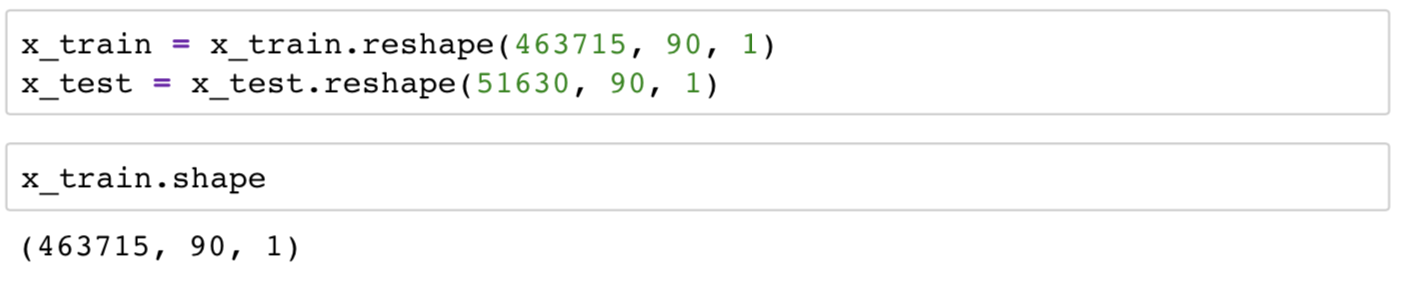 x_train = x_train.reshape(463715, 90, 1)
x_test = x_test.reshape(51630, 90, 1)
x_train.shape
(463715, 90, 1)